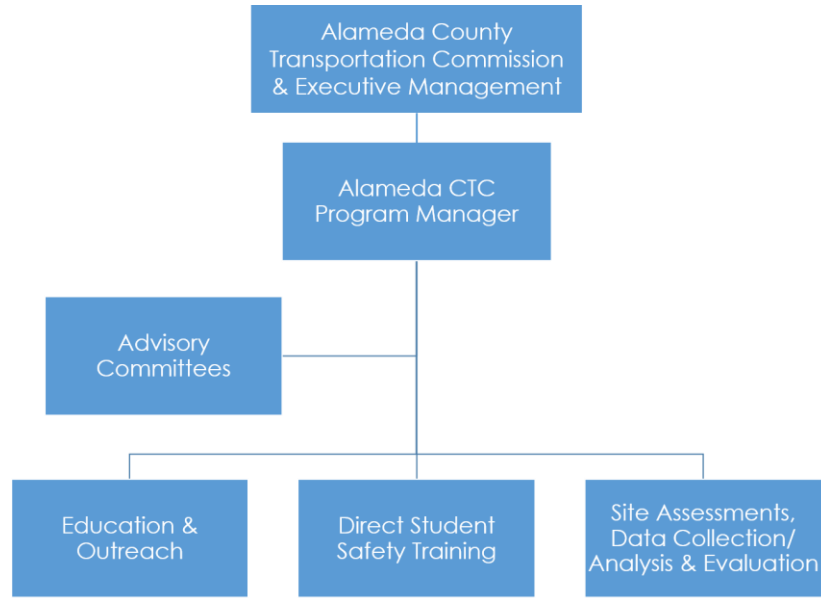 Alameda County
Transportation Commission
& Executive Management
Alameda CTC
Program Manager
Advisory
Committees
Education &
Outreach
Direct Student
Safety Training
Site Assessments,
Data Collection/
Analysis & Evaluation